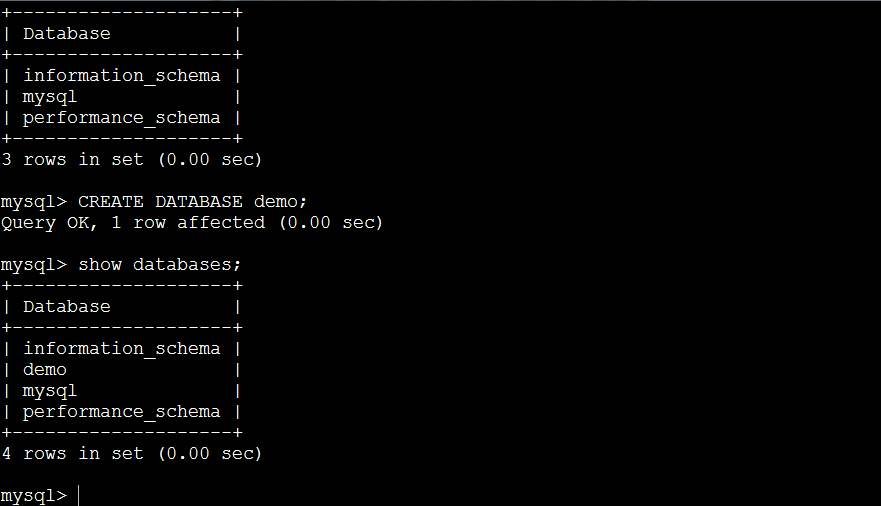 +--------------------+
| Database           |
+--------------------+
| information_schema |
| mysql              |
| performance_schema |
+--------------------+
3 rows in set (0.00 sec)
mysql> CREATE DATABASE demo;
Query OK, 1 row affected (0.00 sec)
mysql> show databases;
+--------------------+
| Database           |
+--------------------+
| information_schema |
| demo               |
| mysql              |
| performance_schema |
+--------------------+
4 rows in set (0.00 sec)
mysql>